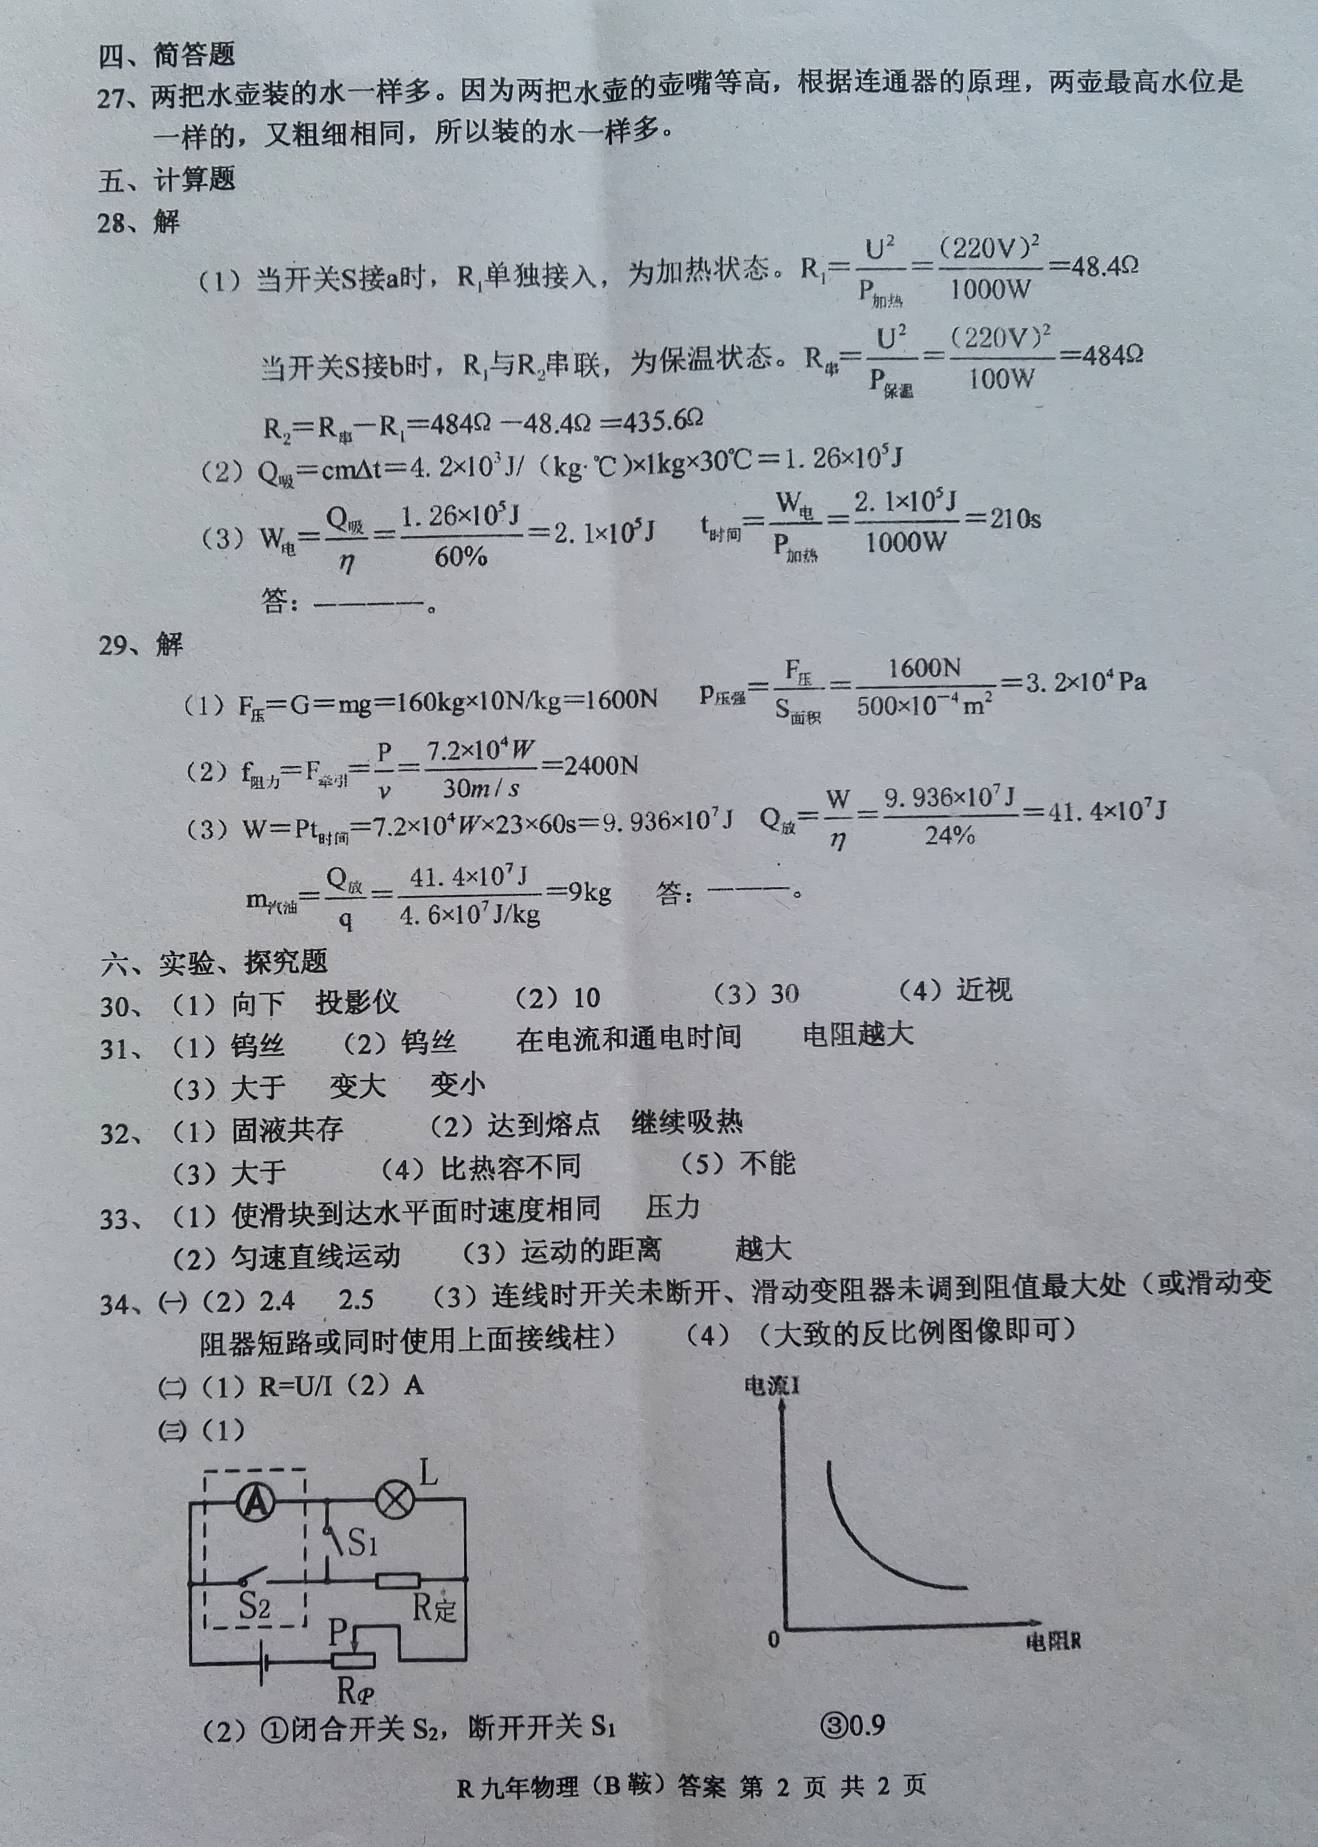 四、简答题
27、两把水壶装的水一样多。因为两把水壶的壶嘴等高，根据连通器的原理，两壶最高水位是
一样的，又粗细相同，所以装的水一样多。
五、计算题
28、解
（1）当开关S接a时，R₁单独接入，为加热状态。R₁=U²/P加热=(220V)²/1000W=48.4Ω
当开关S接b时，R₁与R₂串联，为保温状态。R串=U²/P保温=(220V)²/100W=484Ω
R₂=R串－R₁=484Ω－48.4Ω=435.6Ω
（2）Q吸=cmΔt=4.2×10³J/（kg·℃)×1kg×30℃=1.26×10⁵J
（3）W电=Q吸/η=1.26×10⁵J/60%=2.1×10⁵J t时间=W电/P加热=2.1×10⁵J/1000W=210s
答：————。
29、解
（1）F压=G=mg=160kg×10N/kg=1600N p压强=F压/S面积=1600N/500×10⁻⁴m²=3.2×10⁴Pa
（2）f阻力=F牵引=P/v=7.2×10⁴W/30m/s=2400N
（3）W=Pt时间=7.2×10⁴W×23×60s=9.936×10⁷J Q放=W/η=9.936×10⁷J/24%=41.4×10⁷J
m汽油=Q放/q=41.4×10⁷J/4.6×10⁷J/kg=9kg 答：———。
六、实验、探究题
30、（1）向下 投影仪 （2）10 （3）30 （4）近视
31、（1）钨丝 （2）钨丝 在电流和通电时间 电阻越大
（3）大于 变大 变小
32、（1）固液共存 （2）达到熔点 继续吸热
（3）大于 （4）比热容不同 （5）不能
33、（1）使滑块到达水平面时速度相同 压力
（2）匀速直线运动 （3）运动的距离 越大
34、㈠（2）2.4 2.5 （3）连线时开关未断开、滑动变阻器未调到阻值最大处（或滑动变
阻器短路或同时使用上面接线柱） （4）（大致的反比例图像即可）
㈡（1）R=U/I（2）A
㈢（1）
电流I
0
电阻R
A
L
S1
S2
R定
P
R𝒫
（2）①闭合开关 S₂，断开开关 S₁ ③0.9
R 九年物理（B 鞍）答案 第 2 页 共 2 页